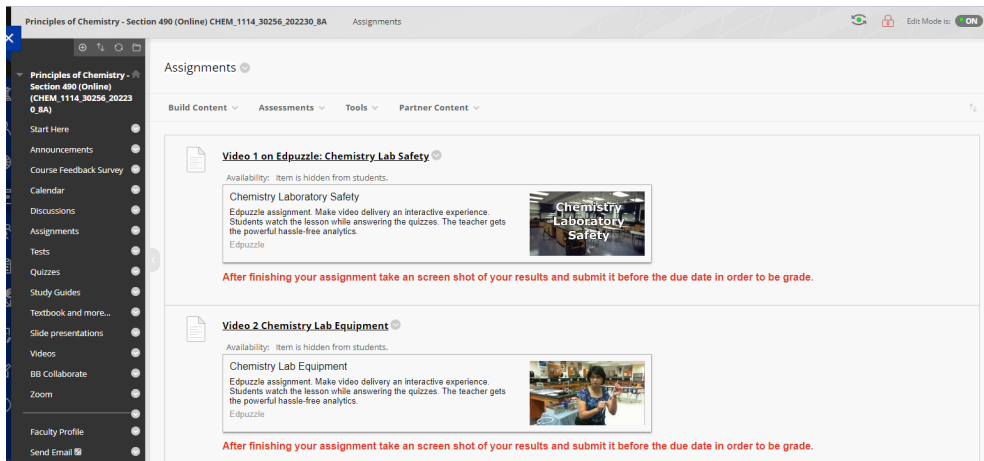 Principles of Chemistry - Section 490 (Online) CHEM_1114_30256_202230_8A Assignments Edit Mode is: ON
Principles of Chemistry -
Section 490 (Online)
(CHEM_1114_30256_20223
0_8A)
Start Here
Announcements
Course Feedback Survey
Calendar
Discussions
Assignments
Tests
Quizzes
Study Guides
Textbook and more...
Slide presentations
Videos
BB Collaborate
Zoom
Faculty Profile
Send Email
Assignments
Build Content Assessments Tools Partner Content
Video 1 on Edpuzzle: Chemistry Lab Safety
Availability: Item is hidden from students.
Chemistry Laboratory Safety
Edpuzzle assignment. Make video delivery an interactive experience.
Students watch the lesson while answering the quizzes. The teacher gets
the powerful hassle-free analytics.
Edpuzzle
Chemistry
Laboratory
Safety
After finishing your assignment take an screen shot of your results and submit it before the due date in order to be grade.
Video 2 Chemistry Lab Equipment
Availability: Item is hidden from students.
Chemistry Lab Equipment
Edpuzzle assignment. Make video delivery an interactive experience.
Students watch the lesson while answering the quizzes. The teacher gets
the powerful hassle-free analytics.
Edpuzzle
After finishing your assignment take an screen shot of your results and submit it before the due date in order to be grade.